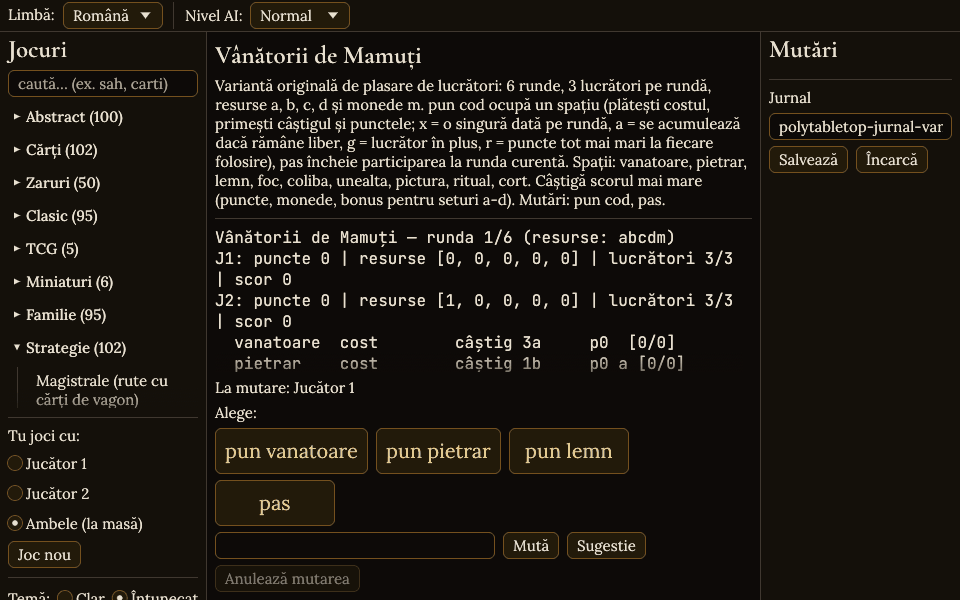 Limbă: Română ▼ Nivel AI: Normal ▼
Jocuri
caută... (ex. sah, carti)
▸ Abstract (100)
▸ Cărți (102)
▸ Zaruri (50)
▸ Clasic (95)
▸ TCG (5)
▸ Miniaturi (6)
▸ Familie (95)
▾ Strategie (102)
Magistrale (rute cu
cărți de vagon)
Tu joci cu:
Jucător 1
Jucător 2
Ambele (la masă)
Joc nou
Temă: Clar Întunecat
Vânătorii de Mamuți
Variantă originală de plasare de lucrători: 6 runde, 3 lucrători pe rundă,
resurse a, b, c, d și monede m. pun cod ocupă un spațiu (plătești costul,
primești câștigul și punctele; x = o singură dată pe rundă, a = se acumulează
dacă rămâne liber, g = lucrător în plus, r = puncte tot mai mari la fiecare
folosire), pas încheie participarea la runda curentă. Spații: vanatoare, pietrar,
lemn, foc, coliba, unealta, pictura, ritual, cort. Câștigă scorul mai mare
(puncte, monede, bonus pentru seturi a-d). Mutări: pun cod, pas.
Vânătorii de Mamuți — runda 1/6 (resurse: abcdm)
J1: puncte 0 | resurse [0, 0, 0, 0, 0] | lucrători 3/3
| scor 0
J2: puncte 0 | resurse [1, 0, 0, 0, 0] | lucrători 3/3
| scor 0
vanatoare cost câștig 3a p0 [0/0]
pietrar cost câștig 1b p0 a [0/0]
La mutare: Jucător 1
Alege:
pun vanatoare pun pietrar pun lemn
pas
Mută Sugestie
Anulează mutarea
Mutări
Jurnal
polytabletop-jurnal-var
Salvează Încarcă